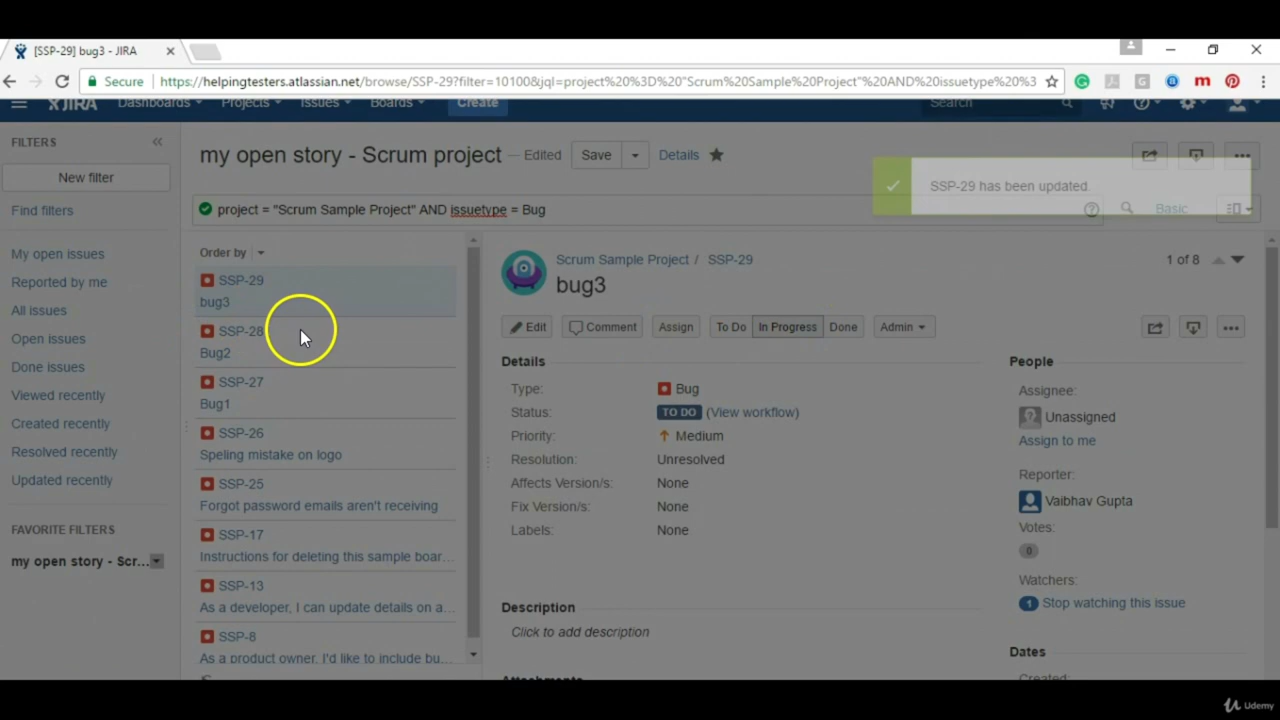 [SSP-29] bug3 - JIRA
Secure https://helpingtesters.atlassian.net/browse/SSP-29?filter=10100&jql=project%20%3D%20"Scrum%20Sample%20Project"%20AND%20issuetype%20%3
JIRA Dashboards Projects Issues Boards Create Search
FILTERS
New filter
Find filters
My open issues
Reported by me
All issues
Open issues
Done issues
Viewed recently
Created recently
Resolved recently
Updated recently
FAVORITE FILTERS
my open story - Scr...
my open story - Scrum project — Edited Save Details
SSP-29 has been updated.
project = "Scrum Sample Project" AND issuetype = Bug
Basic
Order by
SSP-29
bug3
SSP-28
Bug2
SSP-27
Bug1
SSP-26
Speling mistake on logo
SSP-25
Forgot password emails aren't receiving
SSP-17
Instructions for deleting this sample boar...
SSP-13
As a developer, I can update details on a...
SSP-8
As a product owner, I'd like to include bu...
Scrum Sample Project / SSP-29
1 of 8
bug3
Edit Comment Assign To Do In Progress Done Admin
Details
Type: Bug
Status: TO DO (View workflow)
Priority: Medium
Resolution: Unresolved
Affects Version/s: None
Fix Version/s: None
Labels: None
Description
Click to add description
People
Assignee:
Unassigned
Assign to me
Reporter:
Vaibhav Gupta
Votes:
0
Watchers:
1 Stop watching this issue
Dates
Udemy